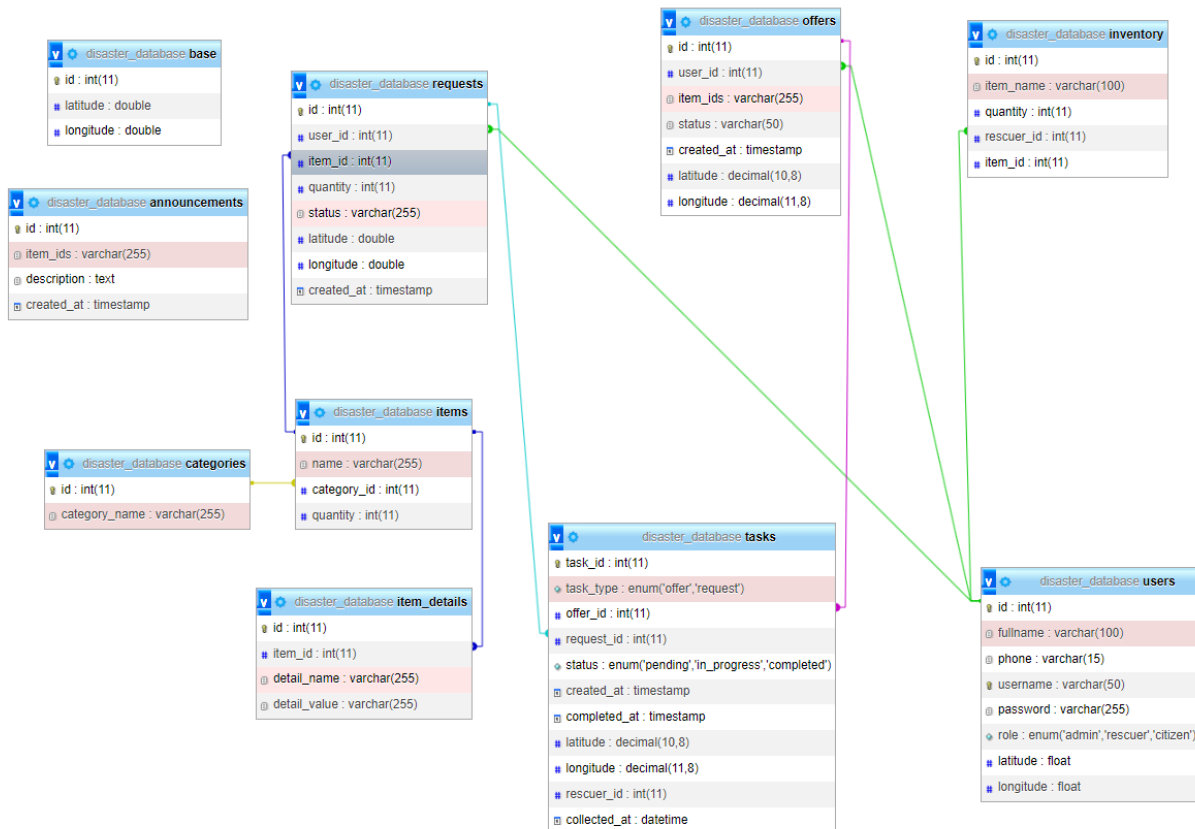 disaster_database base
id : int(11)
latitude : double
longitude : double
disaster_database requests
id : int(11)
user_id : int(11)
item_id : int(11)
quantity : int(11)
status : varchar(255)
latitude : double
longitude : double
created_at : timestamp
disaster_database offers
id : int(11)
user_id : int(11)
item_ids : varchar(255)
status : varchar(50)
created_at : timestamp
latitude : decimal(10,8)
longitude : decimal(11,8)
disaster_database inventory
id : int(11)
item_name : varchar(100)
quantity : int(11)
rescuer_id : int(11)
item_id : int(11)
disaster_database announcements
id : int(11)
item_ids : varchar(255)
description : text
created_at : timestamp
disaster_database items
id : int(11)
name : varchar(255)
category_id : int(11)
quantity : int(11)
disaster_database categories
id : int(11)
category_name : varchar(255)
disaster_database item_details
id : int(11)
item_id : int(11)
detail_name : varchar(255)
detail_value : varchar(255)
disaster_database tasks
task_id : int(11)
task_type : enum('offer','request')
offer_id : int(11)
request_id : int(11)
status : enum('pending','in_progress','completed')
created_at : timestamp
completed_at : timestamp
latitude : decimal(10,8)
longitude : decimal(11,8)
rescuer_id : int(11)
collected_at : datetime
disaster_database users
id : int(11)
fullname : varchar(100)
phone : varchar(15)
username : varchar(50)
password : varchar(255)
role : enum('admin','rescuer','citizen')
latitude : float
longitude : float